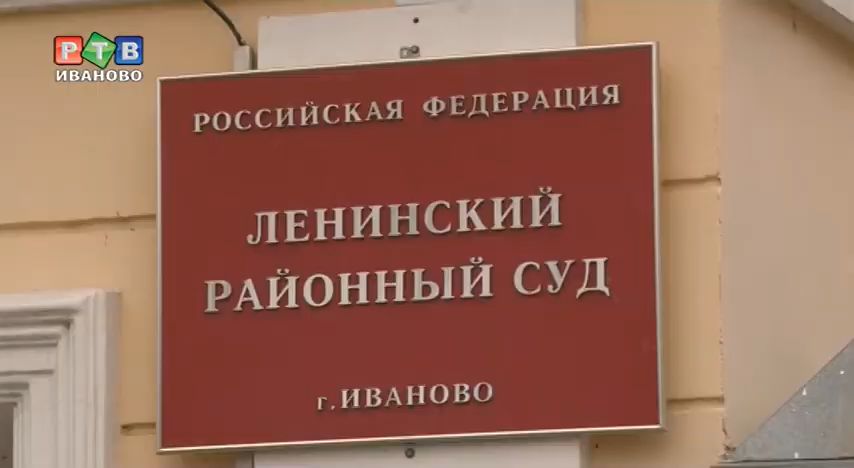 РТВ
ИВАНОВО
РОССИЙСКАЯ ФЕДЕРАЦИЯ
ЛЕНИНСКИЙ
РАЙОННЫЙ СУД
г. ИВАНОВО